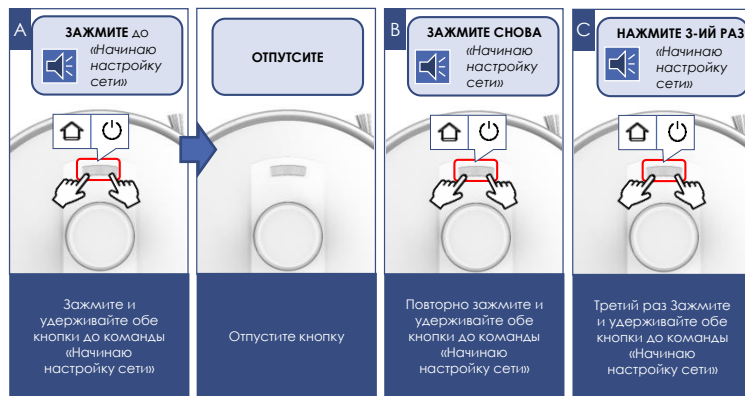 A
ЗАЖМИТЕ до
«Начинаю
настройку
сети»
Зажмите и
удерживайте обе
кнопки до команды
«Начинаю
настройку сети»
ОТПУТСИТЕ
Отпустите кнопку
B
ЗАЖМИТЕ СНОВА
«Начинаю
настройку
сети»
Повторно зажмите и
удерживайте обе
кнопки до команды
«Начинаю
настройку сети»
C
НАЖМИТЕ 3-ИЙ РАЗ
«Начинаю
настройку
сети»
Третий раз Зажмите
и удерживайте обе
кнопки до команды
«Начинаю
настройку сети»